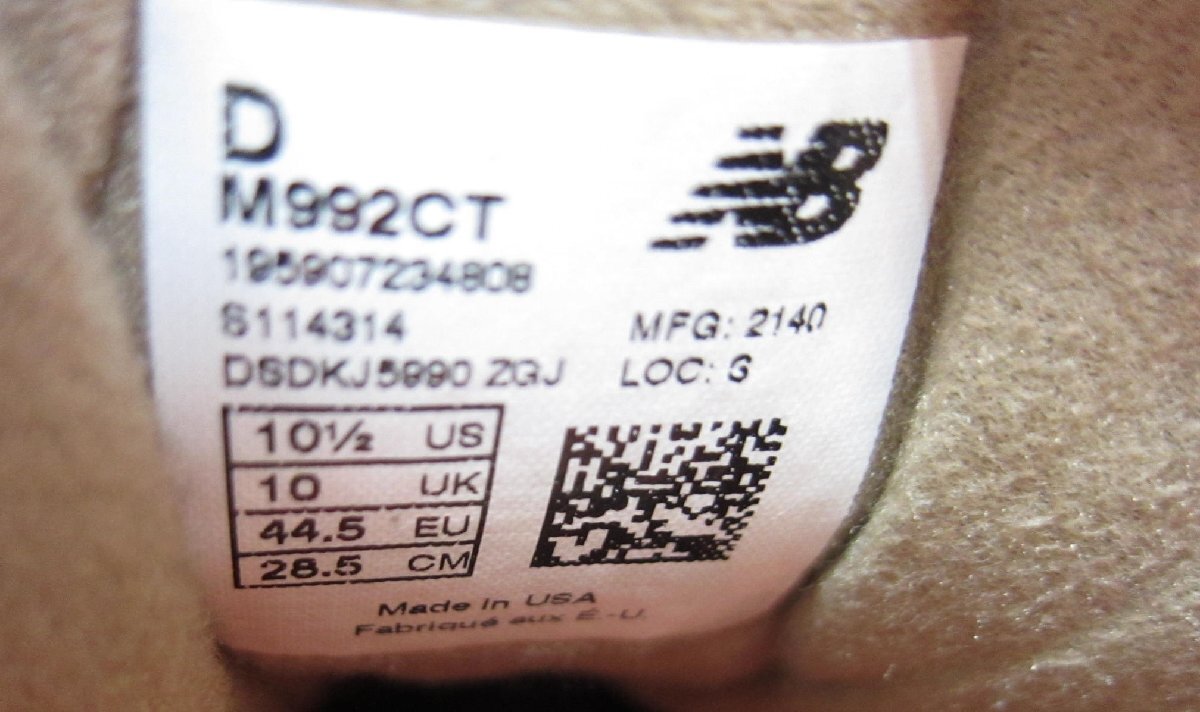 D
M992CT
NB
195907234808
S114314
MFG: 2140
DSDKJ5990 ZGJ
LOC: S
10½ US
10 UK
44.5 EU
28.5 CM
Made in USA
Fabriqué aux É.-U.